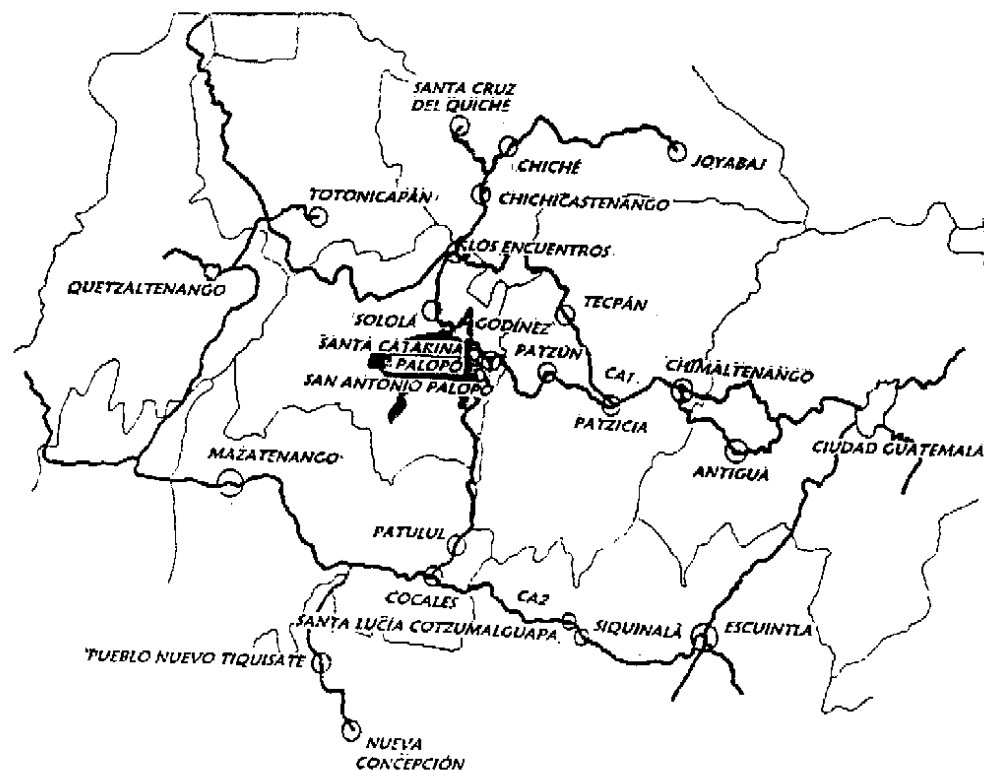 SANTA CRUZ
DEL QUICHÉ
CHICHÉ
JOYABAJ
TOTONICAPÁN
CHICHICASTENANGO
LOS ENCUENTROS
QUETZALTENANGO
TECPÁN
SOLOLÁ
GODÍNEZ
SANTA CATARINA
PALOPÓ
PATZÚN
SAN ANTONIO PALOPÓ
CA1
CHIMALTENANGO
PATZICIA
CIUDAD GUATEMALA
MAZATENANGO
ANTIGUA
PATULUL
COCALES
CA2
SANTA LUCÍA COTZUMALGUAPA
SIQUINALÁ
ESCUINTLA
PUEBLO NUEVO TIQUISATE
NUEVA
CONCEPCIÓN